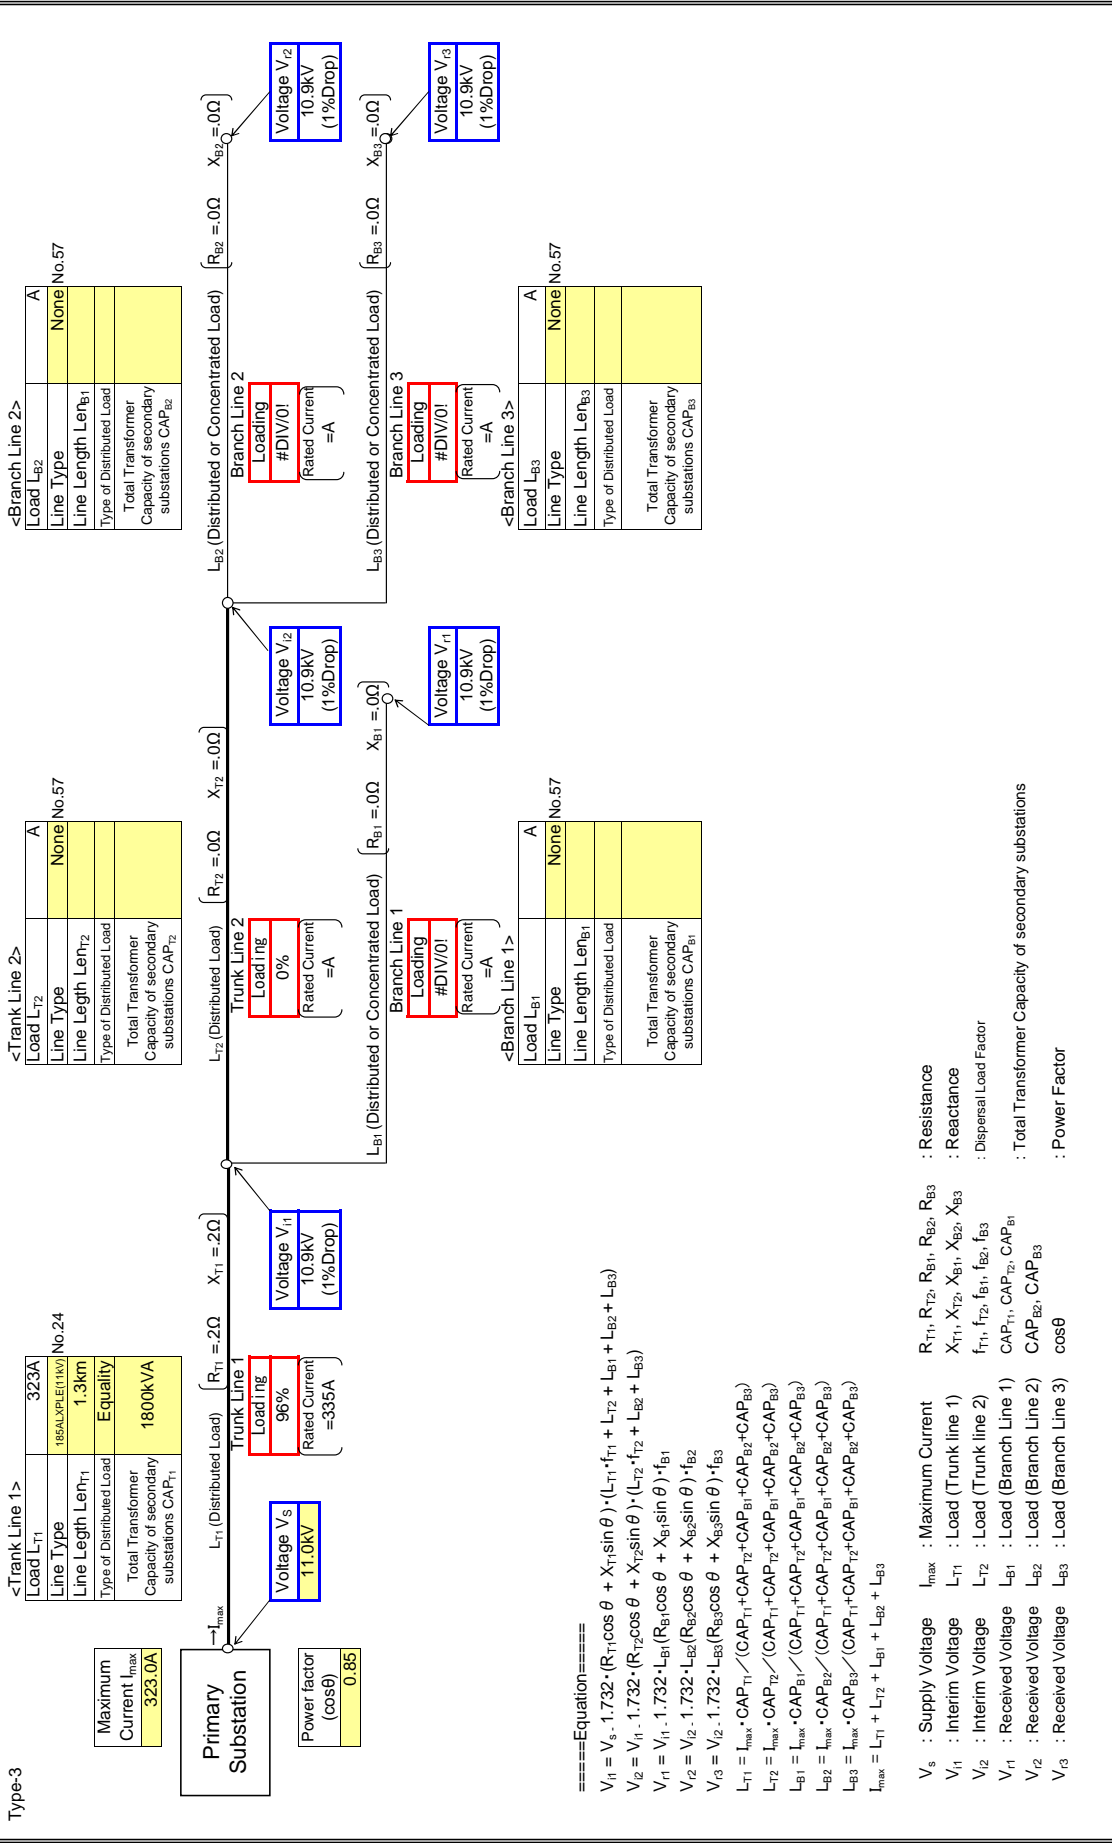 Type-3
Maximum
Current Imax
323.0A
Primary
Substation
Power factor
(cosθ)
0.85
→Imax
Voltage VS
11.0kV
<Trank Line 1>
Load LT1 323A
Line Type 185ALXPLE(11kV) No.24
Line Legth LenT1 1.3km
Type of Distributed Load Equality
Total Transformer
Capacity of secondary
substations CAPT1
1800kVA
LT1 (Distributed Load)
RT1 =.2Ω XT1 =.2Ω
Trunk Line 1
Loading
96%
Rated Current
=335A
Voltage Vi1
10.9kV
(1%Drop)
<Trank Line 2>
Load LT2 A
Line Type None No.57
Line Length LenT2
Type of Distributed Load
Total Transformer
Capacity of secondary
substations CAPT2
LT2 (Distributed Load)
RT2 =.0Ω XT2 =.0Ω
Trunk Line 2
Loading
0%
Rated Current
=A
Voltage Vi2
10.9kV
(1%Drop)
LB1 (Distributed or Concentrated Load)
RB1 =.0Ω XB1 =.0Ω
Branch Line 1
Loading
#DIV/0!
Rated Current
=A
Voltage Vr1
10.9kV
(1%Drop)
<Branch Line 1>
Load LB1 A
Line Type None No.57
Line Length LenB1
Type of Distributed Load
Total Transformer
Capacity of secondary
substations CAPB1
<Branch Line 2>
Load LB2 A
Line Type None No.57
Line Length LenB1
Type of Distributed Load
Total Transformer
Capacity of secondary
substations CAPB2
LB2 (Distributed or Concentrated Load)
RB2 =.0Ω XB2 =.0Ω
Branch Line 2
Loading
#DIV/0!
Rated Current
=A
Voltage Vr2
10.9kV
(1%Drop)
LB3 (Distributed or Concentrated Load)
RB3 =.0Ω XB3 =.0Ω
Branch Line 3
Loading
#DIV/0!
Rated Current
=A
Voltage Vr3
10.9kV
(1%Drop)
<Branch Line 3>
Load LB3 A
Line Type None No.57
Line Length LenB3
Type of Distributed Load
Total Transformer
Capacity of secondary
substations CAPB3
=====Equation=====
Vi1 = Vs - 1.732・(RT1cos θ + XT1sin θ)・(LT1・fT1 + LT2 + LB1 + LB2 + LB3)
Vi2 = Vi1 - 1.732・(RT2cos θ + XT2sin θ)・(LT2・fT2 + LB2 + LB3)
Vr1 = Vi1 - 1.732・LB1(RB1cos θ + XB1sin θ)・fB1
Vr2 = Vi2 - 1.732・LB2(RB2cos θ + XB2sin θ)・fB2
Vr3 = Vi2 - 1.732・LB3(RB3cos θ + XB3sin θ)・fB3
LT1 = Imax・CAPT1／(CAPT1+CAPT2+CAPB1+CAPB2+CAPB3)
LT2 = Imax・CAPT2／(CAPT1+CAPT2+CAPB1+CAPB2+CAPB3)
LB1 = Imax・CAPB1／(CAPT1+CAPT2+CAPB1+CAPB2+CAPB3)
LB2 = Imax・CAPB2／(CAPT1+CAPT2+CAPB1+CAPB2+CAPB3)
LB3 = Imax・CAPB3／(CAPT1+CAPT2+CAPB1+CAPB2+CAPB3)
Imax = LT1 + LT2 + LB1 + LB2 + LB3
Vs : Supply Voltage Imax : Maximum Current RT1, RT2, RB1, RB2, RB3 : Resistance
Vi1 : Interim Voltage LT1 : Load (Trunk line 1) XT1, XT2, XB1, XB2, XB3 : Reactance
Vi2 : Interim Voltage LT2 : Load (Trunk line 2) fT1, fT2, fB1, fB2, fB3 : Dispersal Load Factor
Vr1 : Received Voltage LB1 : Load (Branch Line 1) CAPT1, CAPT2, CAPB1
Vr2 : Received Voltage LB2 : Load (Branch Line 2) CAPB2, CAPB3 : Total Transformer Capacity of secondary substations
Vr3 : Received Voltage LB3 : Load (Branch Line 3) cosθ : Power Factor